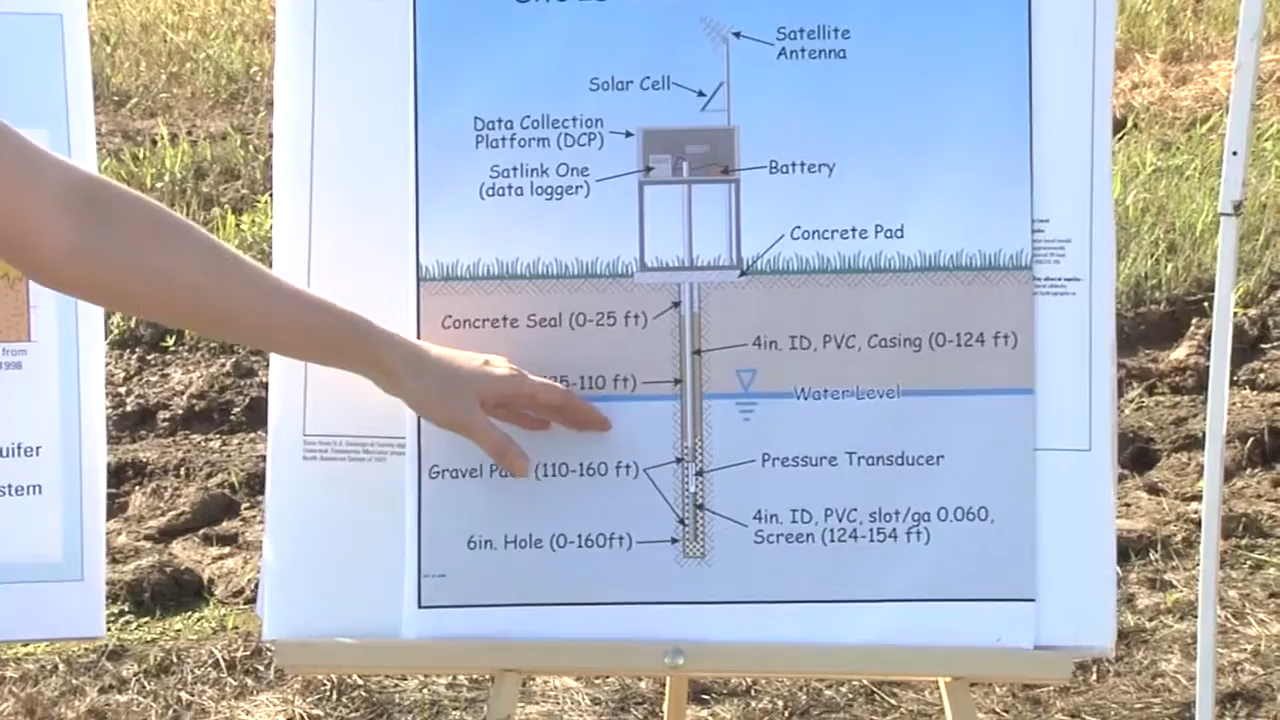 Satellite
Antenna
Solar Cell
Data Collection
Platform (DCP)
Satlink One
(data logger)
Battery
Concrete Pad
Concrete Seal (0-25 ft)
4in. ID, PVC, Casing (0-124 ft)
(25-110 ft)
Water Level
Gravel (110-160 ft)
Pressure Transducer
4in. ID, PVC, slot/ga 0.060,
Screen (124-154 ft)
6in. Hole (0-160ft)
from
1998
uifer
stem